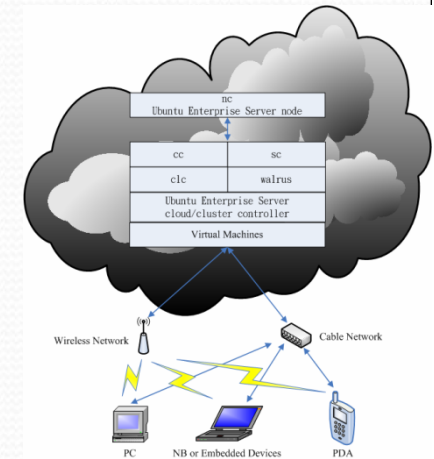 nc
Ubuntu Enterprise Server node
cc
sc
clc
walrus
Ubuntu Enterprise Server
cloud/cluster controller
Virtual Machines
Wireless Network
Cable Network
PC
NB or Embedded Devices
PDA